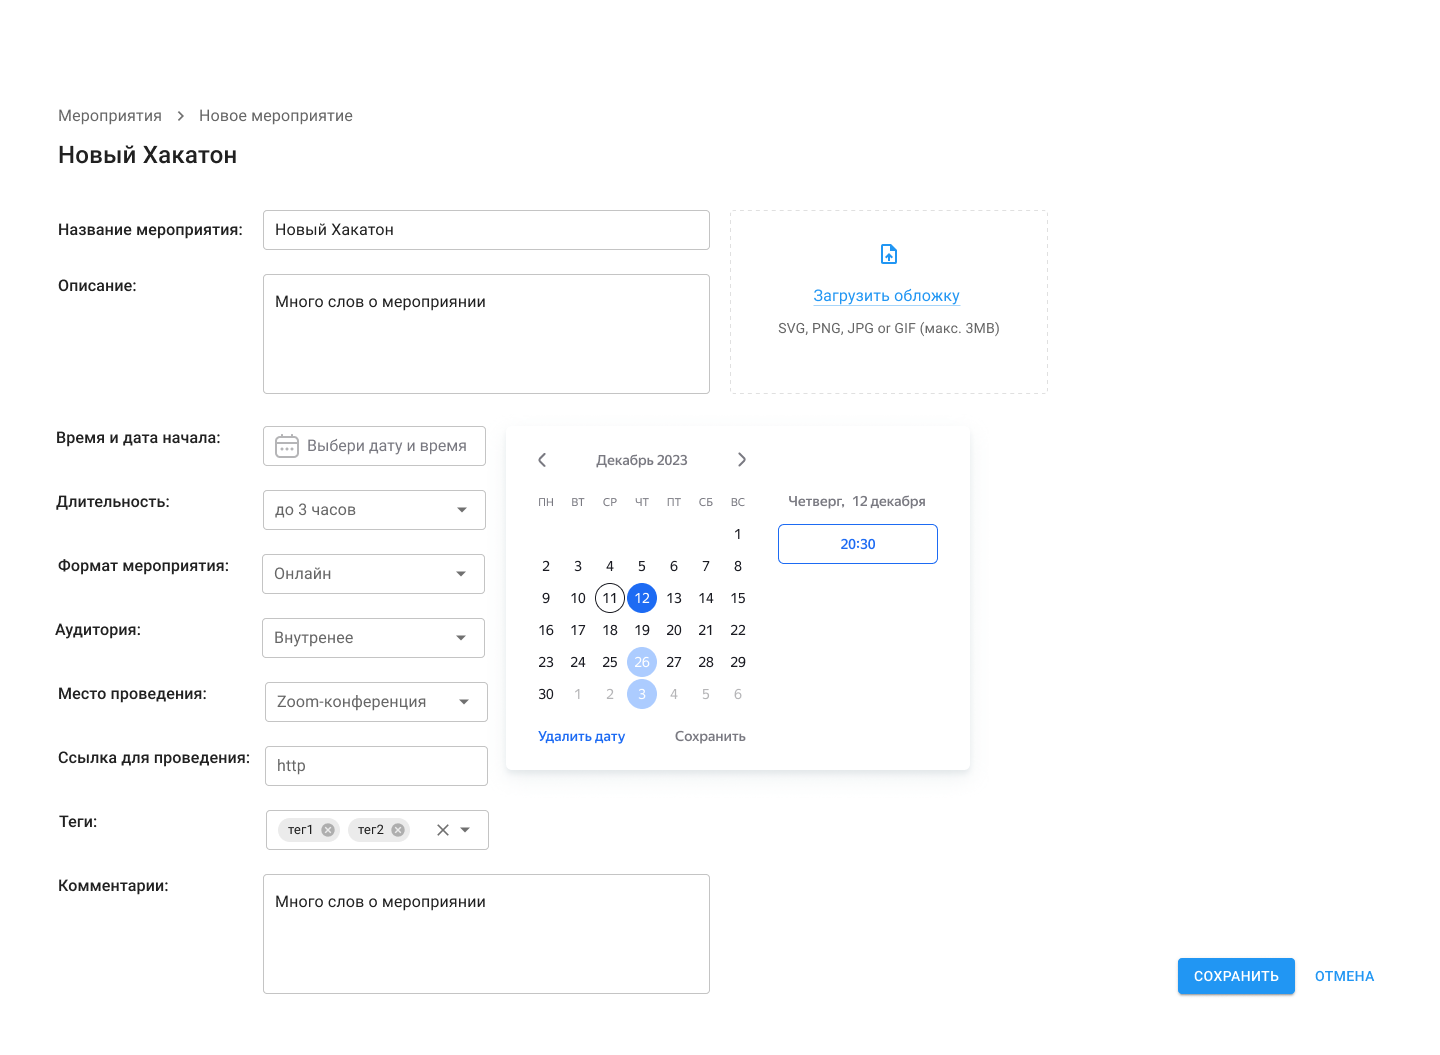 Мероприятия > Новое мероприятие
Новый Хакатон
Название мероприятия:
Новый Хакатон
Описание:
Много слов о мероприянии
Загрузить обложку
SVG, PNG, JPG or GIF (макс. 3MB)
Время и дата начала:
Выбери дату и время
Длительность:
до 3 часов
Формат мероприятия:
Онлайн
Аудитория:
Внутренее
Место проведения:
Zoom-конференция
Ссылка для проведения:
http
Теги:
тег1 тег2
Комментарии:
Много слов о мероприянии
Декабрь 2023
ПН ВТ СР ЧТ ПТ СБ ВС
1
2 3 4 5 6 7 8
9 10 11 12 13 14 15
16 17 18 19 20 21 22
23 24 25 26 27 28 29
30 1 2 3 4 5 6
Удалить дату Сохранить
Четверг, 12 декабря
20:30
СОХРАНИТЬ ОТМЕНА